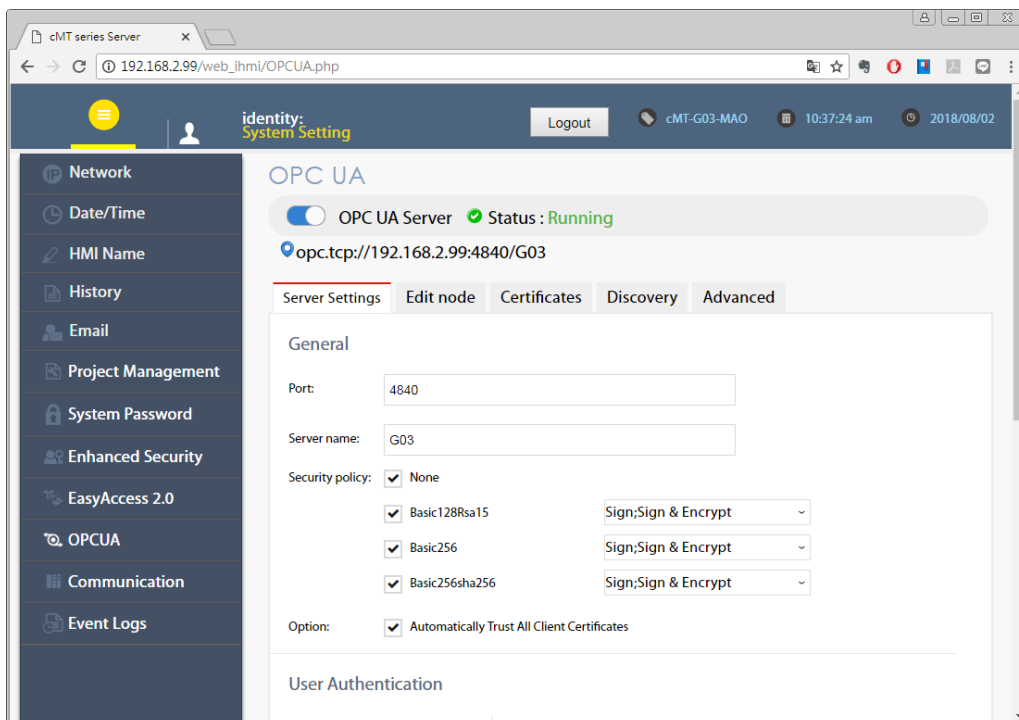 cMT series Server
192.168.2.99/web_ihmi/OPCUA.php
identity:
System Setting
Logout
cMT-G03-MAO
10:37:24 am
2018/08/02
Network
Date/Time
HMI Name
History
Email
Project Management
System Password
Enhanced Security
EasyAccess 2.0
OPCUA
Communication
Event Logs
OPC UA
OPC UA Server Status : Running
opc.tcp://192.168.2.99:4840/G03
Server Settings Edit node Certificates Discovery Advanced
General
Port: 4840
Server name: G03
Security policy: None
Basic128Rsa15 Sign;Sign & Encrypt
Basic256 Sign;Sign & Encrypt
Basic256sha256 Sign;Sign & Encrypt
Option: Automatically Trust All Client Certificates
User Authentication